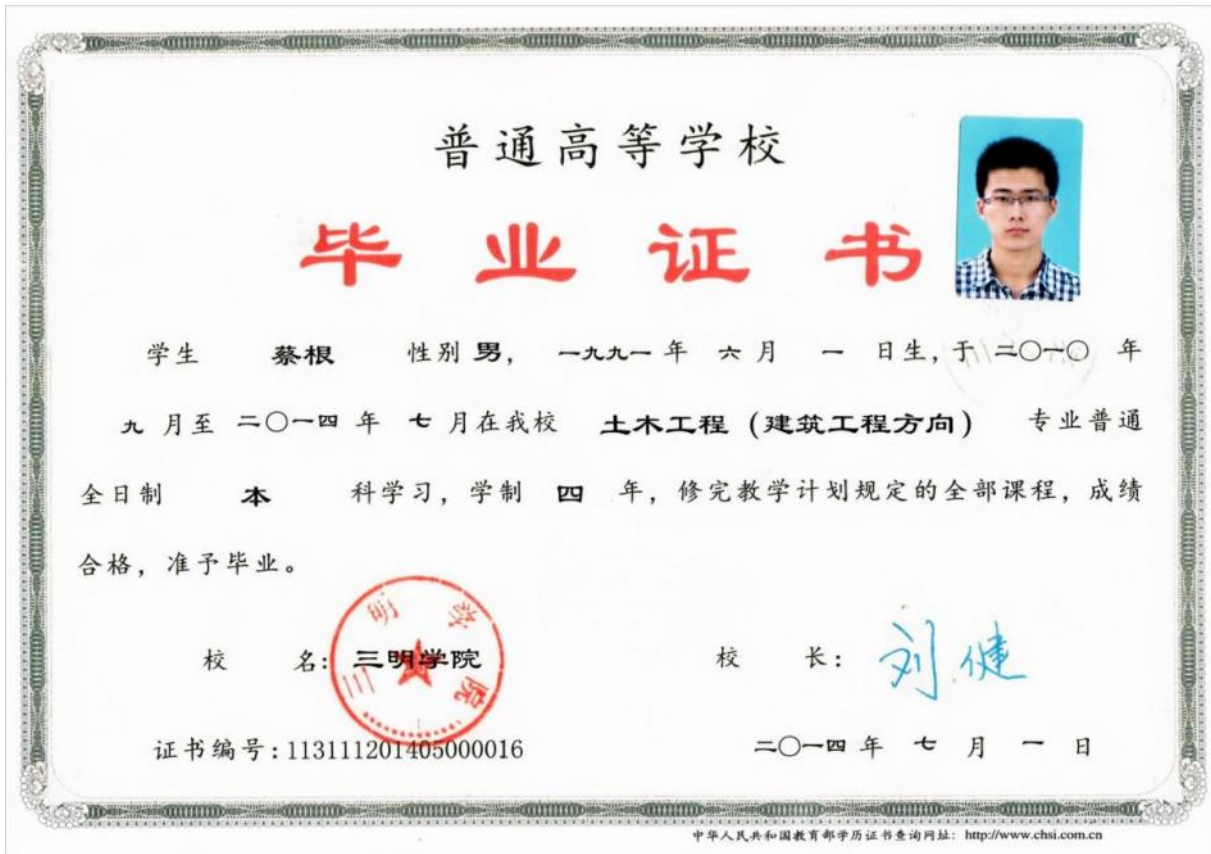 普通高等学校
毕业证书
学生 蔡根 性别 男， 一九九一 年 六 月 一 日生，于 二〇一〇 年
九 月至 二〇一四 年 七 月在我校 土木工程（建筑工程方向） 专业普通
全日制 本 科学习，学制 四 年，修完教学计划规定的全部课程，成绩
合格，准予毕业。
三明学院
校 名：三明学院 校 长：刘健
证书编号：113111201405000016 二〇一四 年 七 月 一 日
中华人民共和国教育部学历证书查询网址：http://www.chsi.com.cn